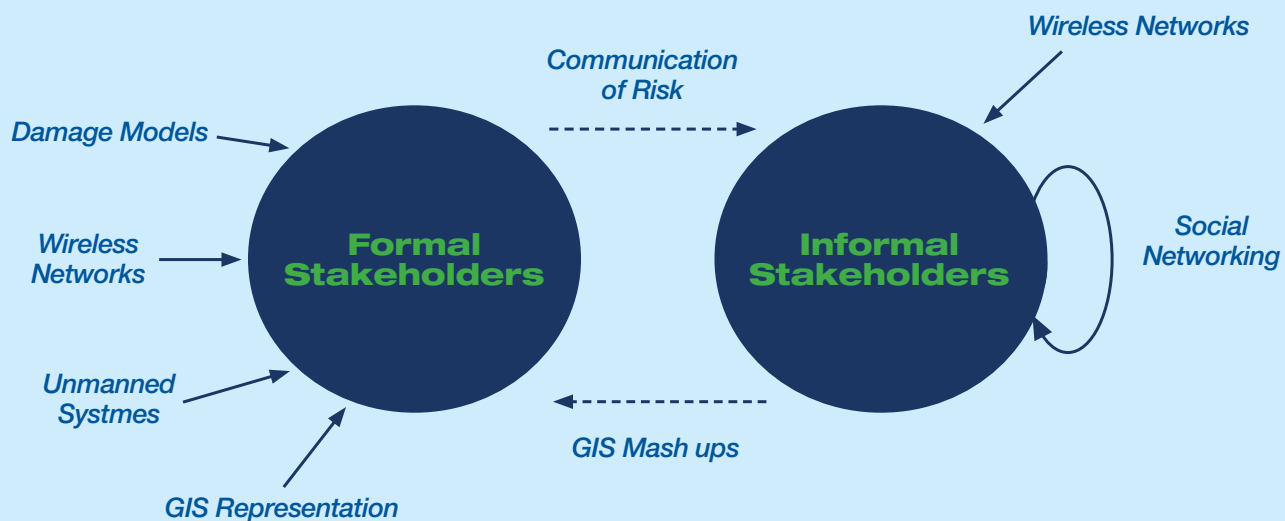 Wireless Networks
Communication
of Risk
Damage Models
Wireless
Networks
Formal
Stakeholders
Informal
Stakeholders
Social
Networking
Unmanned
Systmes
GIS Mash ups
GIS Representation